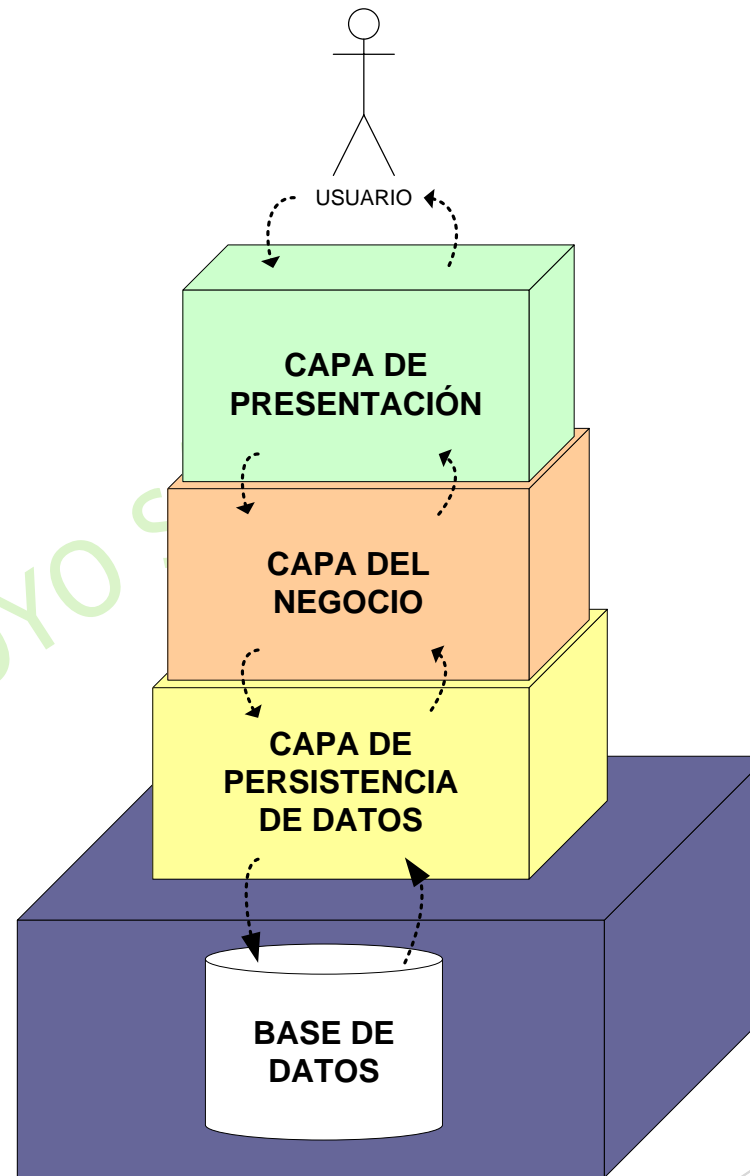 USUARIO
CAPA DE
PRESENTACIÓN
CAPA DEL
NEGOCIO
CAPA DE
PERSISTENCIA
DE DATOS
BASE DE
DATOS